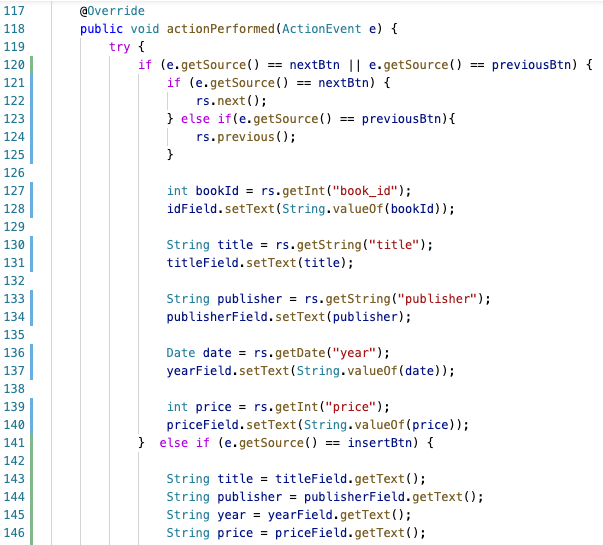 117 @Override
118 public void actionPerformed(ActionEvent e) {
119 try {
120 if (e.getSource() == nextBtn || e.getSource() == previousBtn) {
121 if (e.getSource() == nextBtn) {
122 rs.next();
123 } else if(e.getSource() == previousBtn){
124 rs.previous();
125 }
126
127 int bookId = rs.getInt("book_id");
128 idField.setText(String.valueOf(bookId));
129
130 String title = rs.getString("title");
131 titleField.setText(title);
132
133 String publisher = rs.getString("publisher");
134 publisherField.setText(publisher);
135
136 Date date = rs.getDate("year");
137 yearField.setText(String.valueOf(date));
138
139 int price = rs.getInt("price");
140 priceField.setText(String.valueOf(price));
141 }  else if (e.getSource() == insertBtn) {
142
143 String title = titleField.getText();
144 String publisher = publisherField.getText();
145 String year = yearField.getText();
146 String price = priceField.getText();